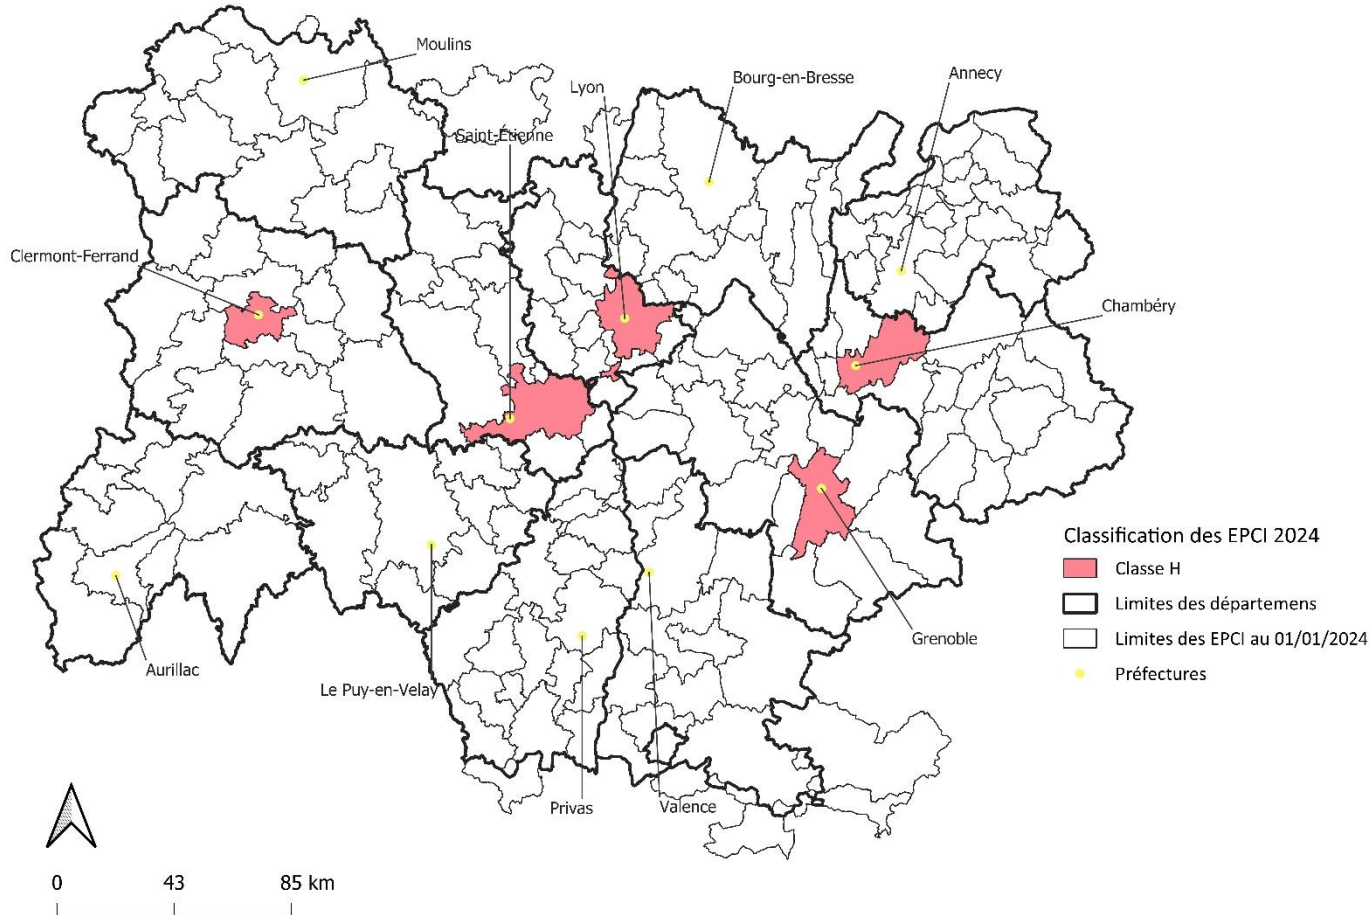 Moulins
Lyon
Bourg-en-Bresse
Annecy
Saint-Étienne
Clermont-Ferrand
Chambéry
Classification des EPCI 2024
Classe H
Limites des départemens
Limites des EPCI au 01/01/2024
Préfectures
Grenoble
Aurillac
Le Puy-en-Velay
Privas
Valence
0 43 85 km